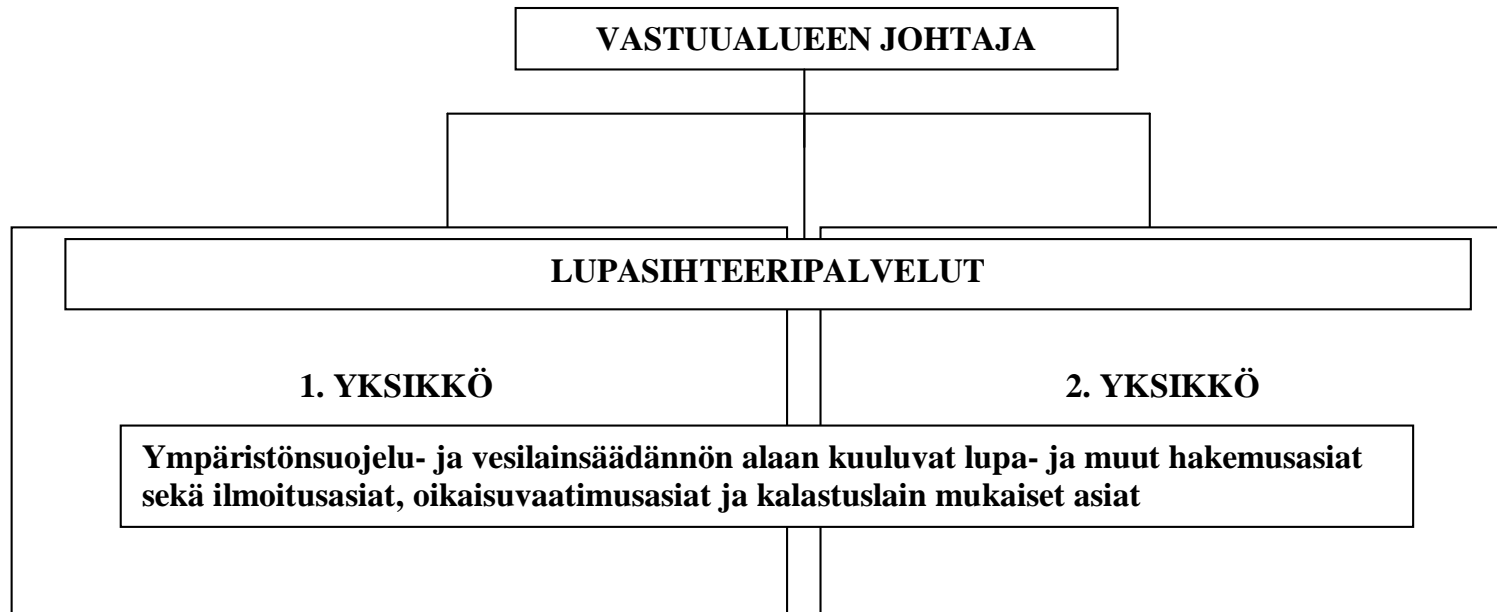 VASTUUALUEEN JOHTAJA
LUPASIHTEERIPALVELUT
1. YKSIKKÖ
2. YKSIKKÖ
Ympäristönsuojelu- ja vesilainsäädännön alaan kuuluvat lupa- ja muut hakemusasiat
sekä ilmoitusasiat, oikaisuvaatimusasiat ja kalastuslain mukaiset asiat